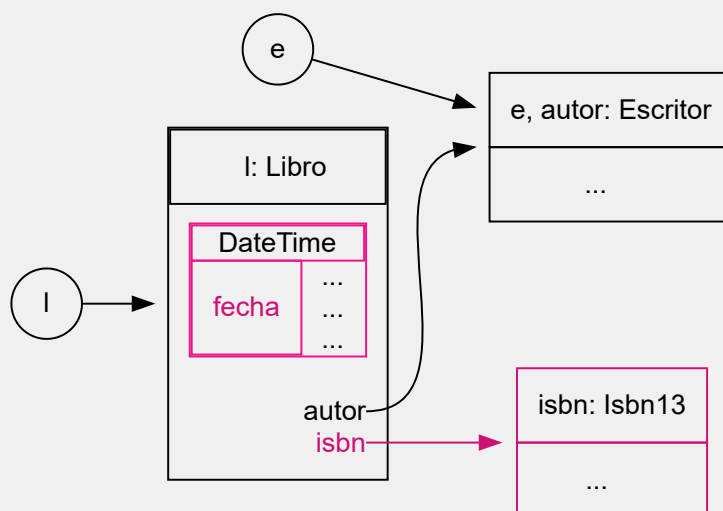 e
e, autor: Escritor
...
l: Libro
DateTime
fecha
...
...
...
l
autor
isbn
isbn: Isbn13
...